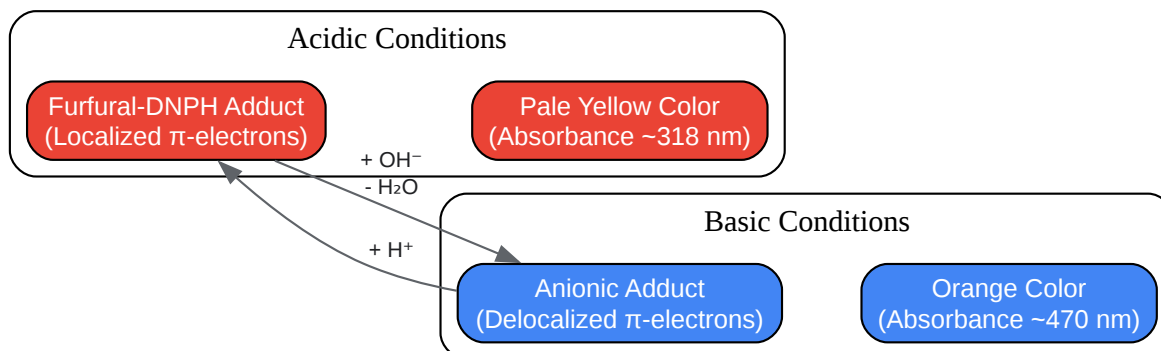 Acidic Conditions
Furfural-DNPH Adduct
(Localized π-electrons)
Pale Yellow Color
(Absorbance ~318 nm)
+ OH⁻
- H₂O
+ H⁺
Basic Conditions
Anionic Adduct
(Delocalized π-electrons)
Orange Color
(Absorbance ~470 nm)